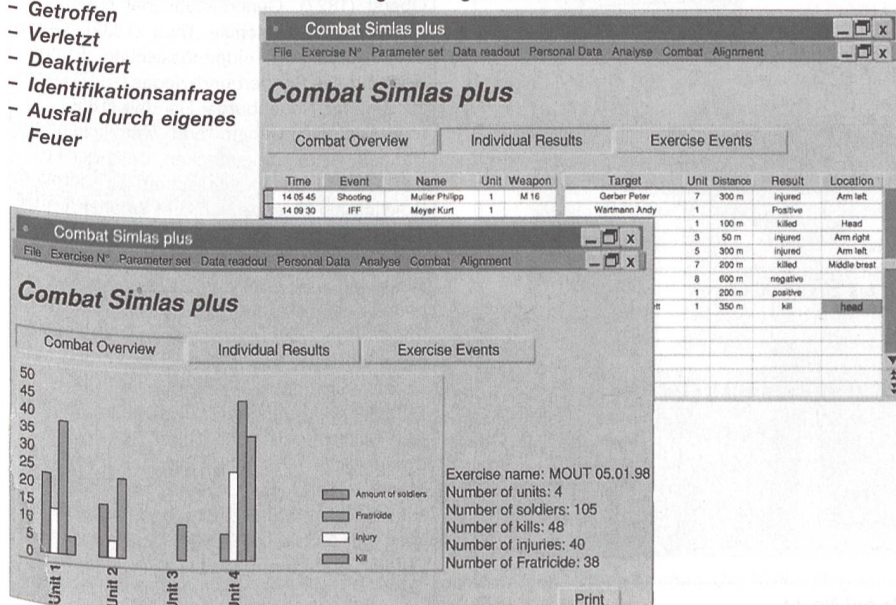 - Getroffen
- Verletzt
- Deaktiviert
- Identifikationsanfrage
- Ausfall durch eigenes
Feuer
Combat Simlas plus
File Exercise N° Parameter set Data readout Personal Data Analyse Combat Alignment
Combat Simlas plus
Combat Overview Individual Results Exercise Events
Time Event Name Unit Weapon Target Unit Distance Result Location
14 05 45 Shooting Muller Philipp 1 M 16 Gerber Peter 7 300 m injured Arm left
14 09 30 IFF Meyer Kurt 1 Wartmann Andy 1 Positive
1 100 m killed Head
3 50 m injured Arm right
5 300 m injured Arm left
7 200 m killed Middle brest
8 600 m negative
1 200 m positive
1 350 m kill head
Combat Simlas plus
File Exercise N° Parameter set Data readout Personal Data Analyse Combat Alignment
Combat Simlas plus
Combat Overview Individual Results Exercise Events
50
45
40
35
30
25
20
15
10
5
0
Unit 1 Unit 2 Unit 3 Unit 4
Amount of soldiers
Fratricide
Injury
Kill
Exercise name: MOUT 05.01.98
Number of units: 4
Number of soldiers: 105
Number of kills: 48
Number of injuries: 40
Number of Fratricide: 38
Print